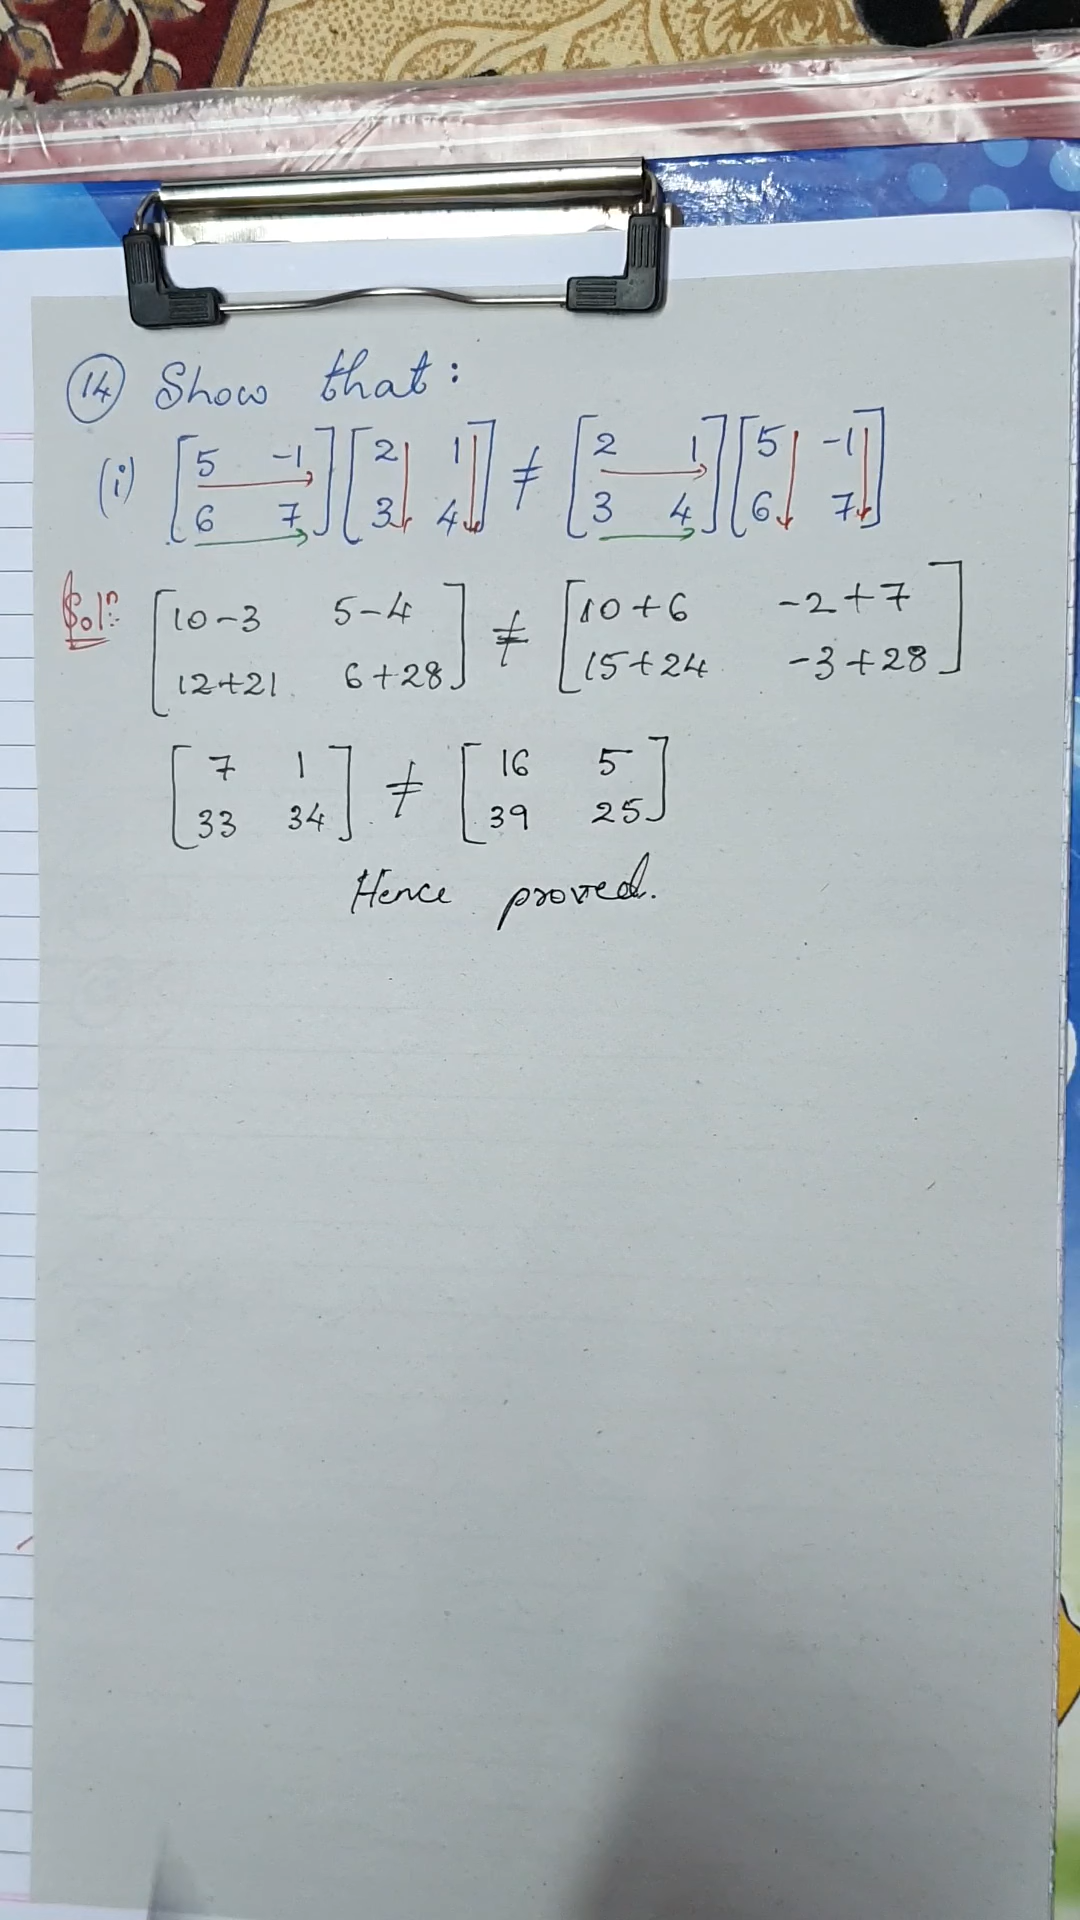 14 Show that :
(i) [5 -1 6 7] [2 1 3 4] ≠ [2 1 3 4] [5 -1 6 7]
Solⁿ: [10-3 5-4 12+21 6+28] ≠ [10+6 -2+7 15+24 -3+28]
[7 1 33 34] ≠ [16 5 39 25]
Hence proved.